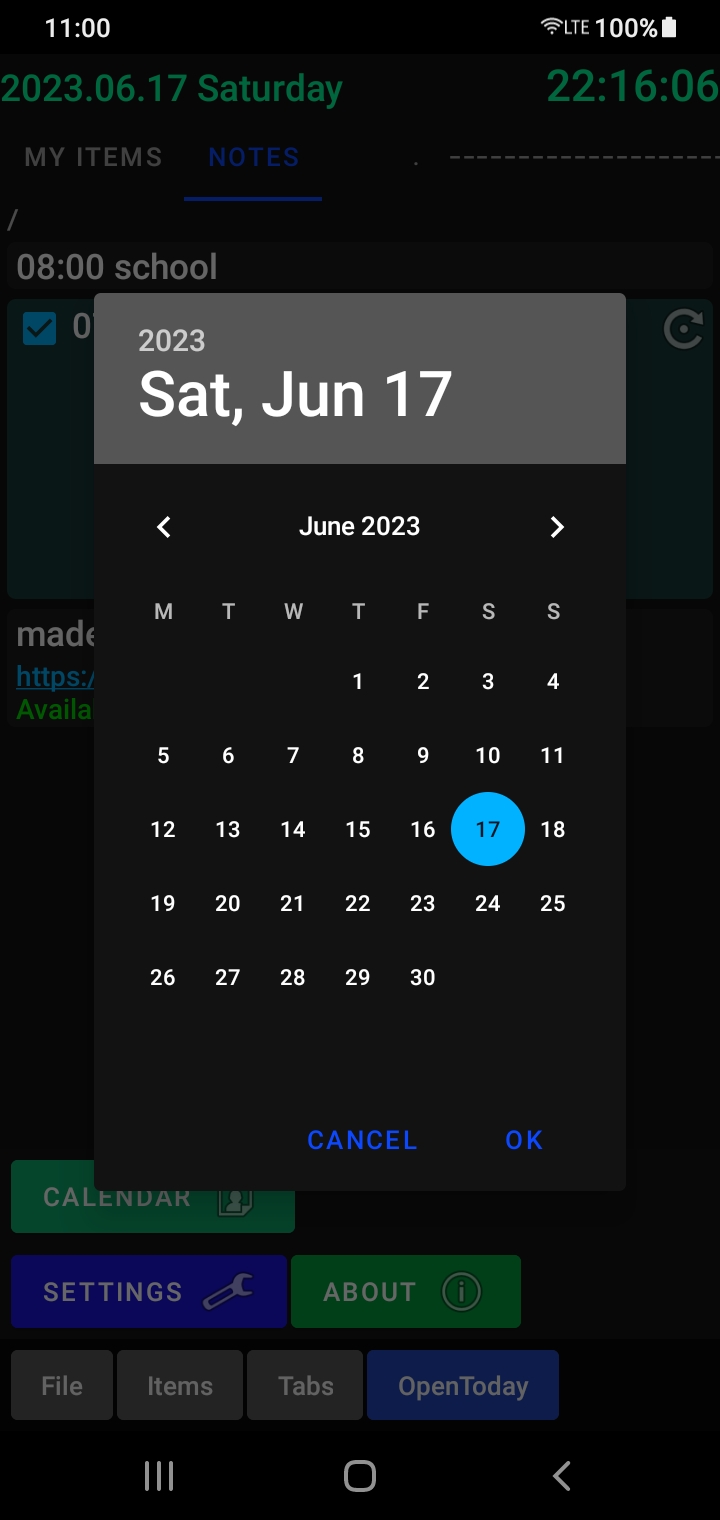 11:00 LTE 100%
2023.06.17 Saturday 22:16:06
MY ITEMS NOTES . --------------------
/
08:00 school
2023
Sat, Jun 17
made
https:/
Availa
June 2023
M T W T F S S
1 2 3 4
5 6 7 8 9 10 11
12 13 14 15 16 17 18
19 20 21 22 23 24 25
26 27 28 29 30
CANCEL OK
CALENDAR
SETTINGS ABOUT
File Items Tabs OpenToday